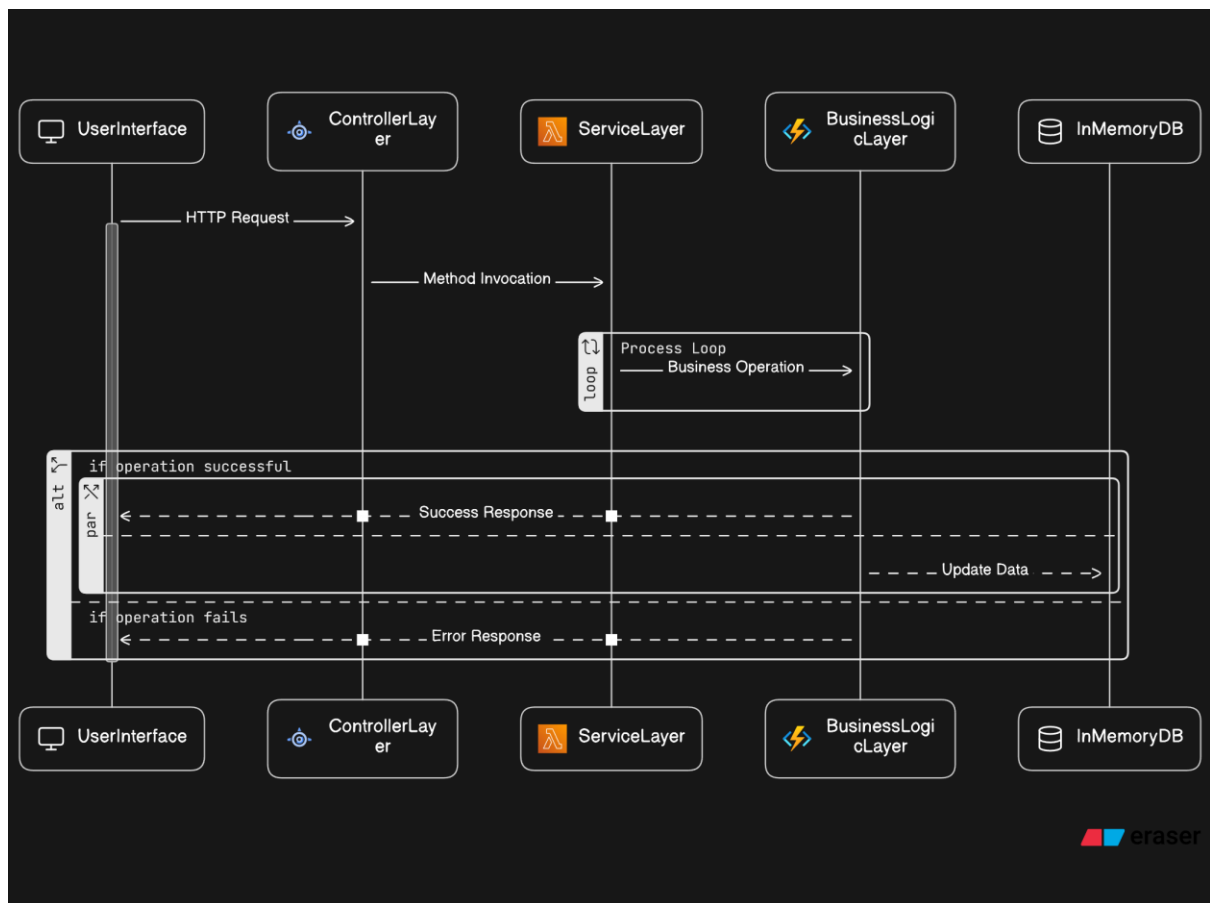 UserInterface
ControllerLay
er
ServiceLayer
BusinessLogi
cLayer
InMemoryDB
HTTP Request
Method Invocation
loop
Process Loop
Business Operation
alt
if operation successful
par
Success Response
Update Data
if operation fails
Error Response
UserInterface
ControllerLay
er
ServiceLayer
BusinessLogi
cLayer
InMemoryDB
eraser